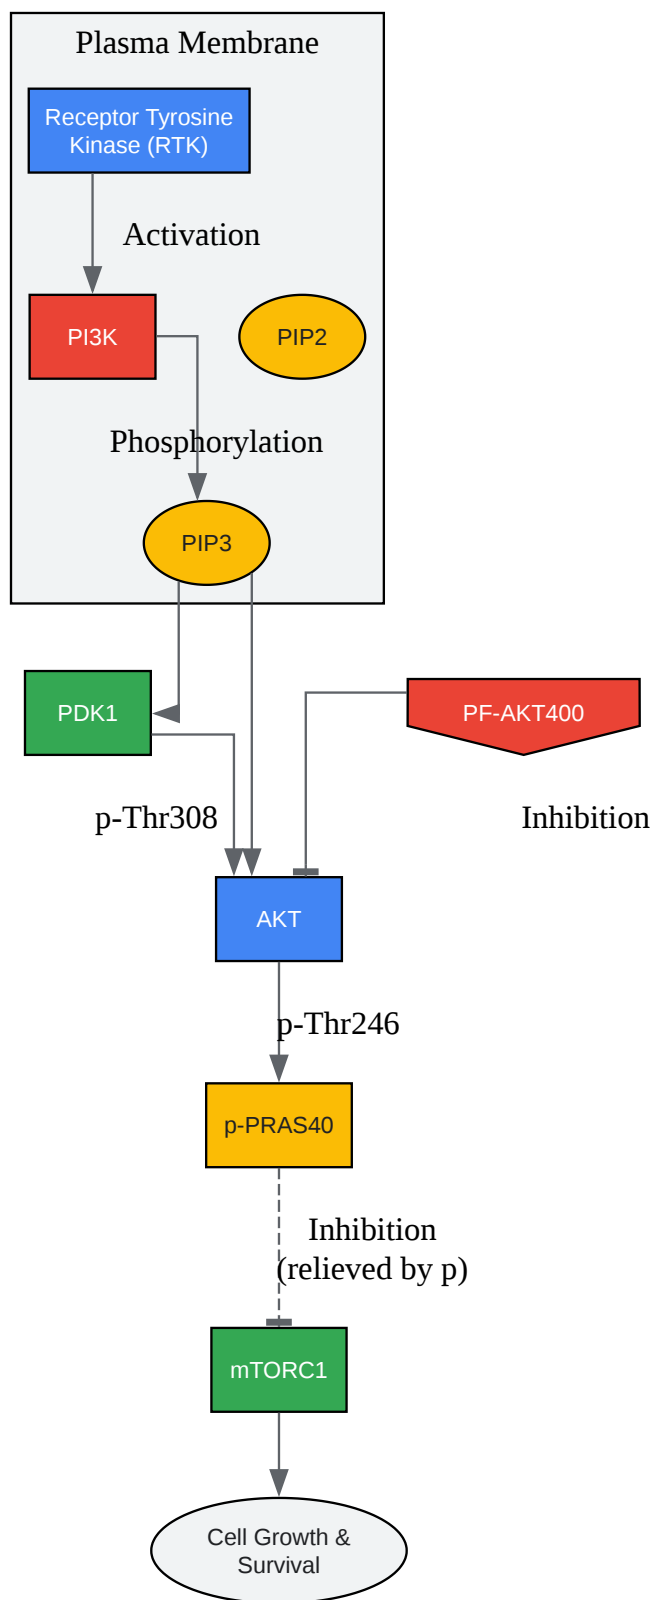 Plasma Membrane
Receptor Tyrosine
Kinase (RTK)
Activation
PI3K
PIP2
Phosphorylation
PIP3
PDK1
PF-AKT400
p-Thr308
Inhibition
AKT
p-Thr246
p-PRAS40
Inhibition
(relieved by p)
mTORC1
Cell Growth &
Survival